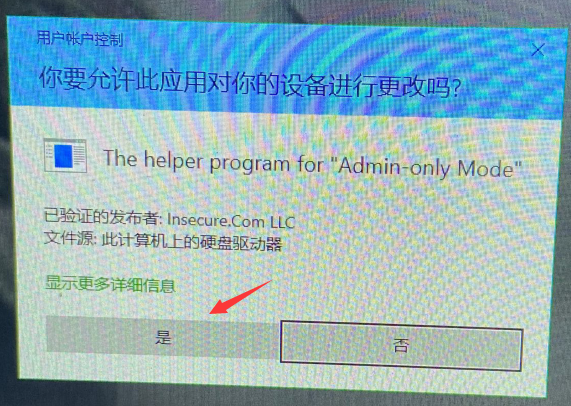 用户帐户控制
你要允许此应用对你的设备进行更改吗?
The helper program for "Admin-only Mode"
已验证的发布者: Insecure.Com LLC
文件源: 此计算机上的硬盘驱动器
显示更多详细信息
是
否